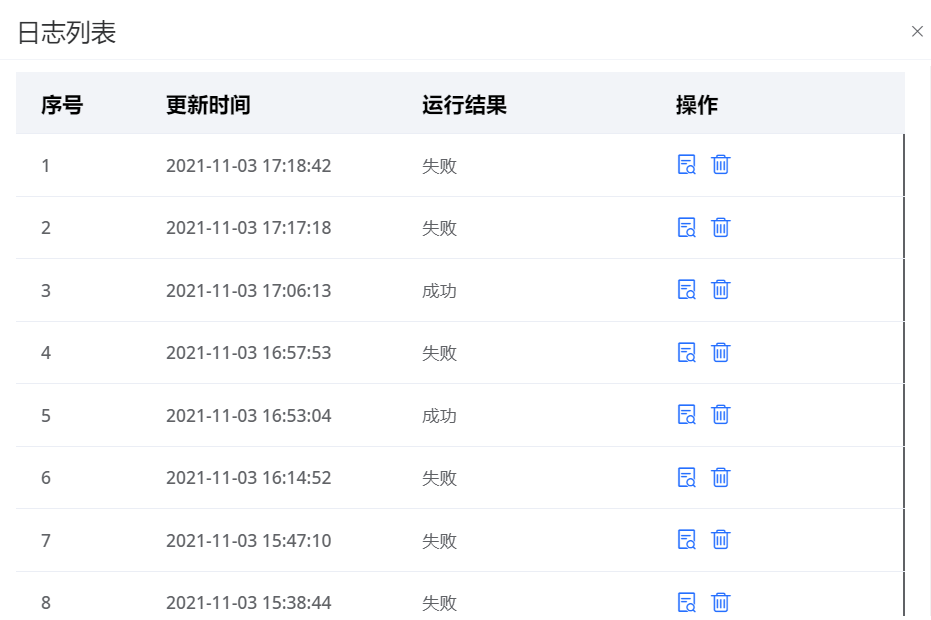 日志列表
序号 更新时间 运行结果 操作
1 2021-11-03 17:18:42 失败
2 2021-11-03 17:17:18 失败
3 2021-11-03 17:06:13 成功
4 2021-11-03 16:57:53 失败
5 2021-11-03 16:53:04 成功
6 2021-11-03 16:14:52 失败
7 2021-11-03 15:47:10 失败
8 2021-11-03 15:38:44 失败